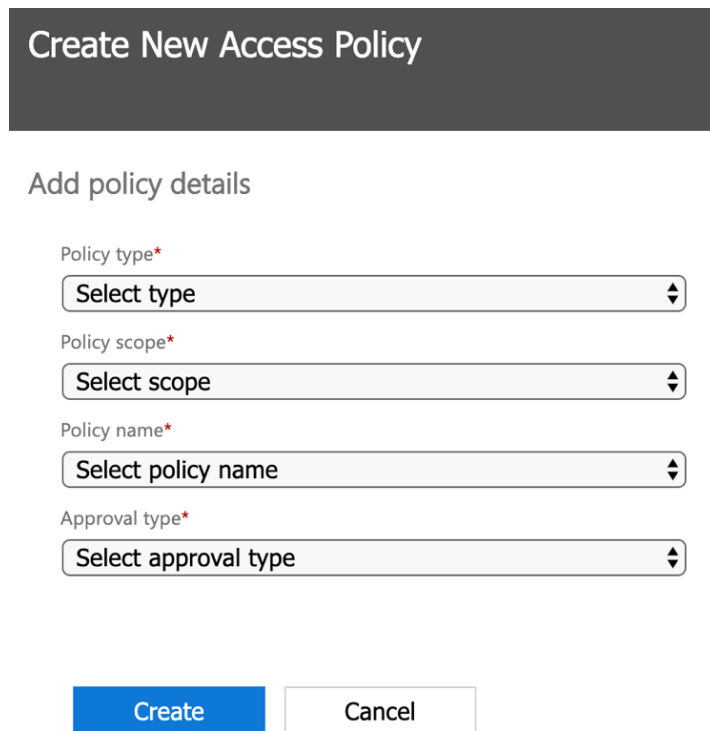 Create New Access Policy
Add policy details
Policy type*
Select type
Policy scope*
Select scope
Policy name*
Select policy name
Approval type*
Select approval type
Create Cancel